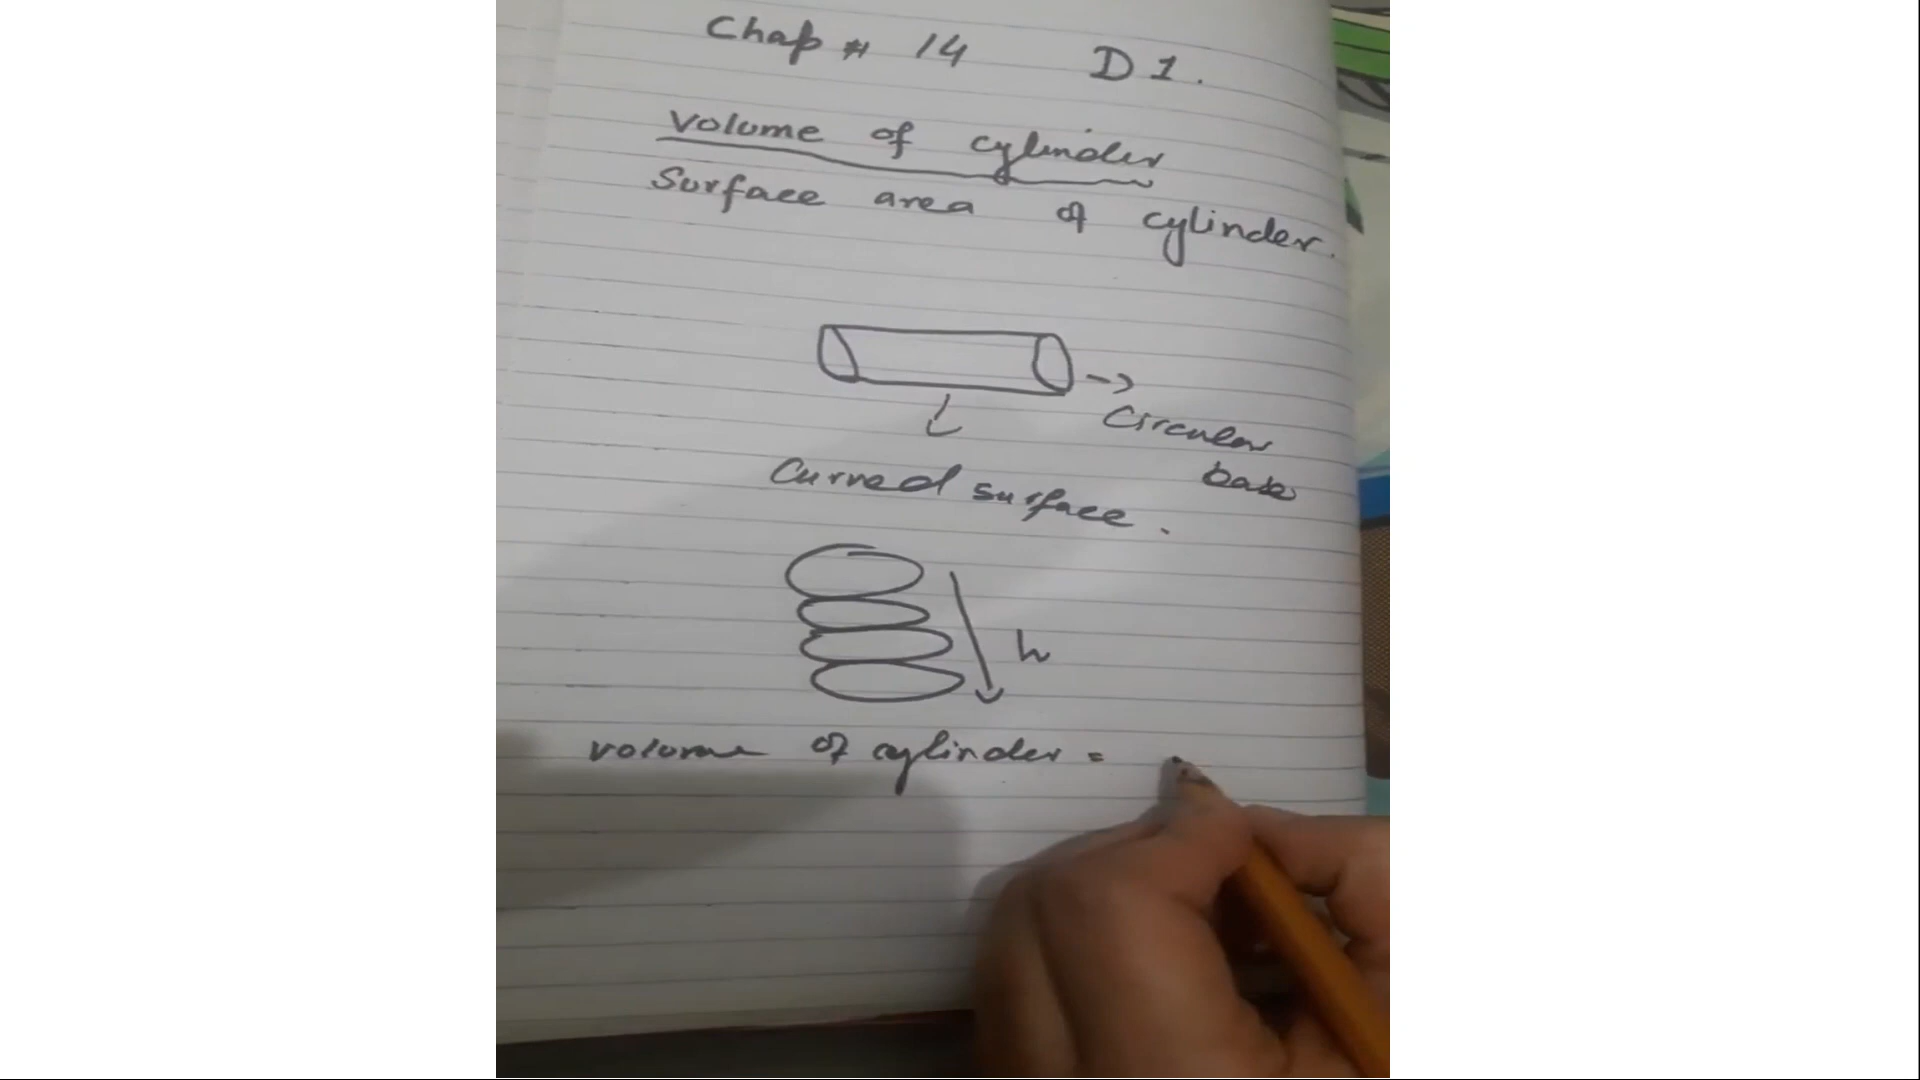 Chap # 14 D1.
Volume of cylinder
Surface area of cylinder.
Circular
base
Curved surface.
h
volume of cylinder =